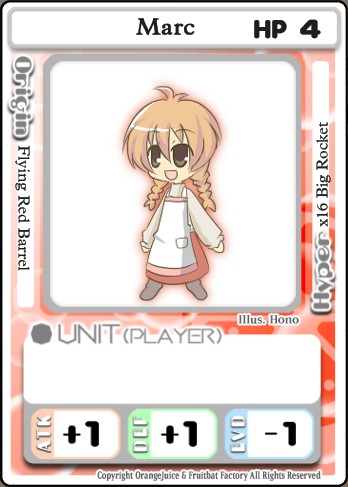 Marc HP 4
Origin Flying Red Barrel
Hyper x16 Big Rocket
Illus. Hono
UNIT (PLAYER)
ATK +1 DEF +1 EVD -1
Copyright OrangeJuice & Fruitbat Factory All Rights Reserved